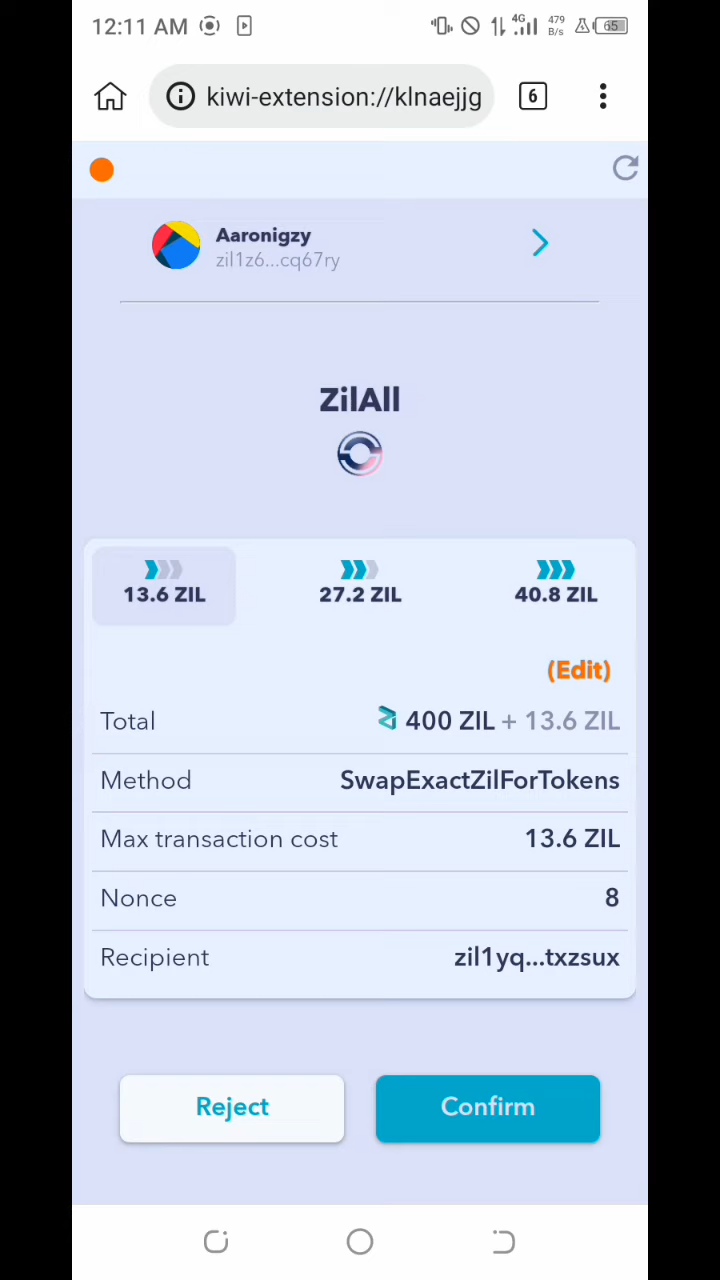 12:11 AM 4G 479 B/s 65
kiwi-extension://klnaejjg 6
Aaronigzy
zil1z6...cq67ry
ZilAll
13.6 ZIL 27.2 ZIL 40.8 ZIL
(Edit)
Total 400 ZIL + 13.6 ZIL
Method SwapExactZilForTokens
Max transaction cost 13.6 ZIL
Nonce 8
Recipient zil1yq...txzsux
Reject Confirm